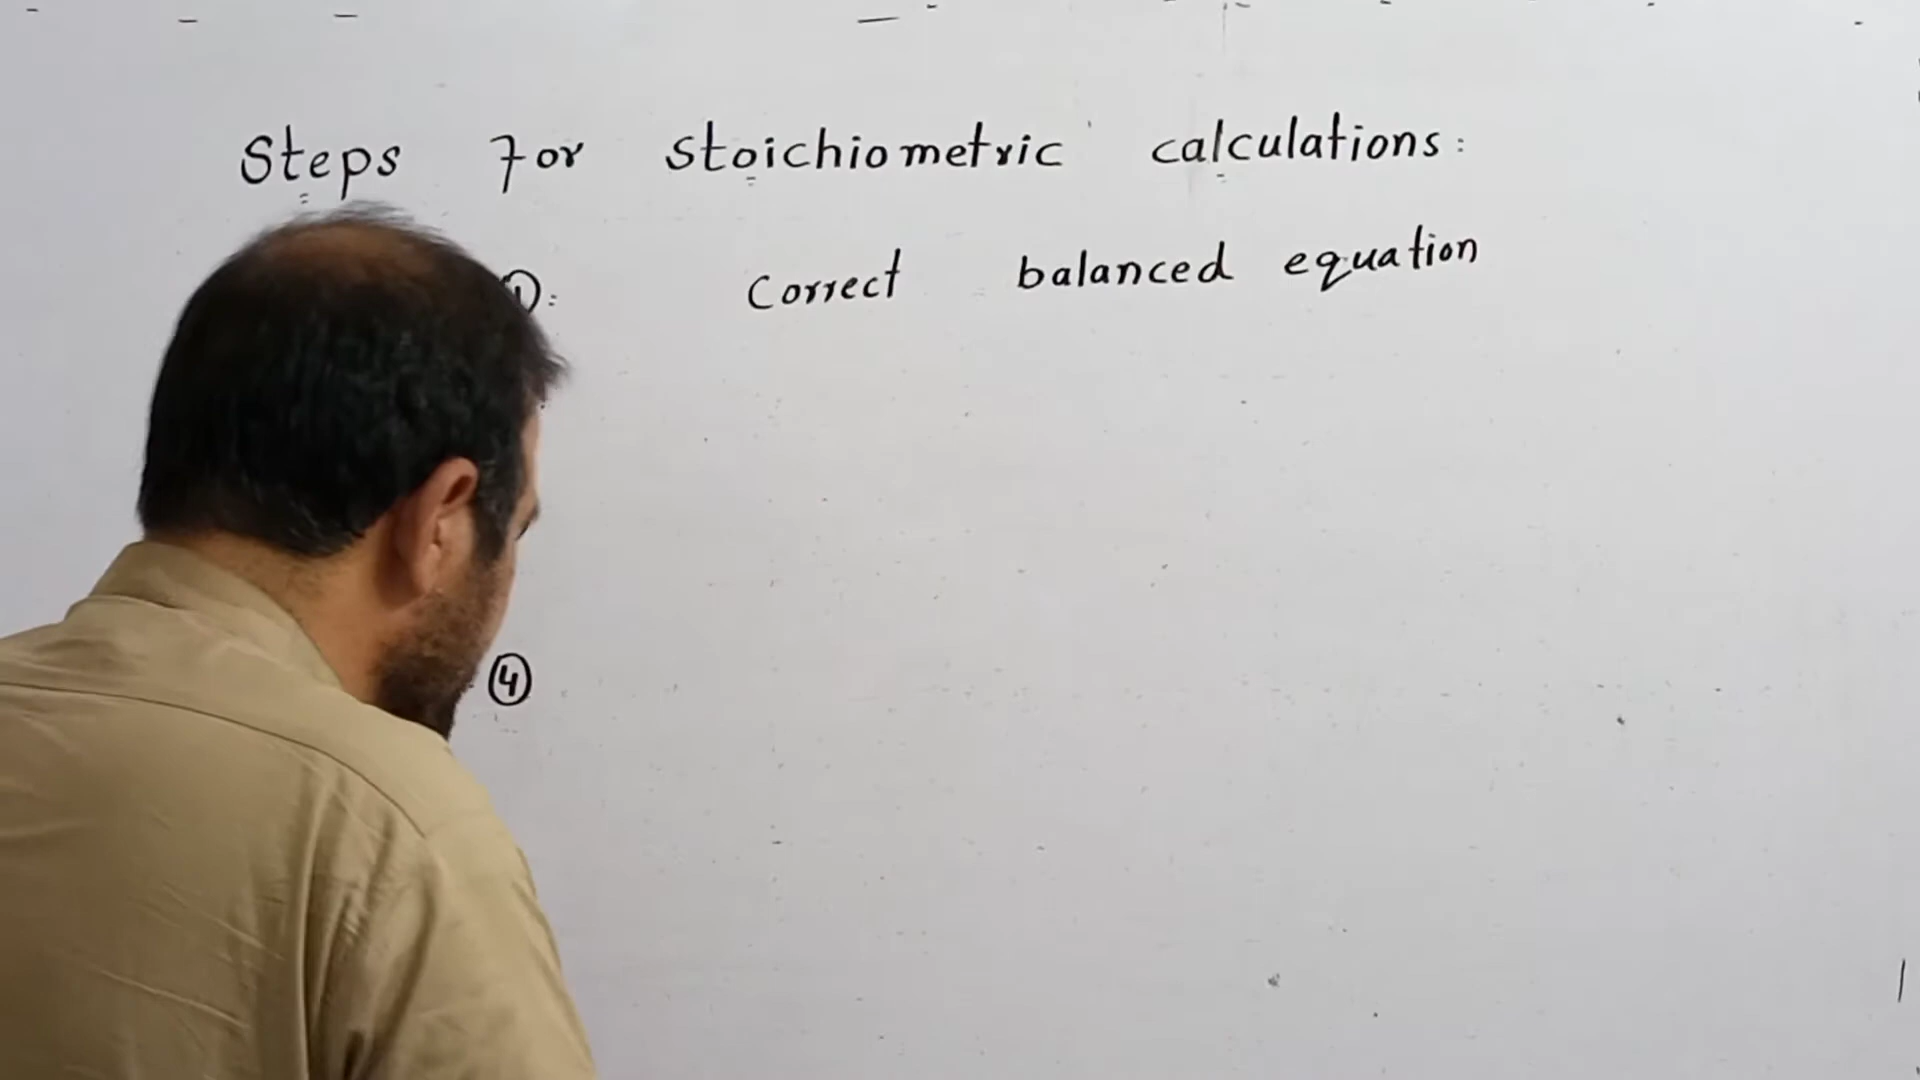 Steps for stoichiometric calculations:
①: Correct balanced equation
④